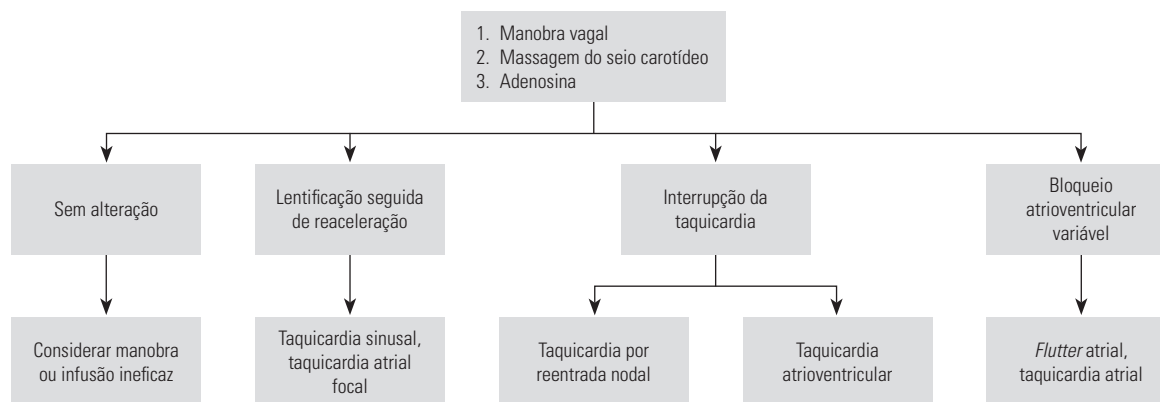 1. Manobra vagal
2. Massagem do seio carotídeo
3. Adenosina
Sem alteração
Lentificação seguida
de reaceleração
Interrupção da
taquicardia
Bloqueio
atrioventricular
variável
Considerar manobra
ou infusão ineficaz
Taquicardia sinusal,
taquicardia atrial
focal
Taquicardia por
reentrada nodal
Taquicardia
atrioventricular
Flutter atrial,
taquicardia atrial